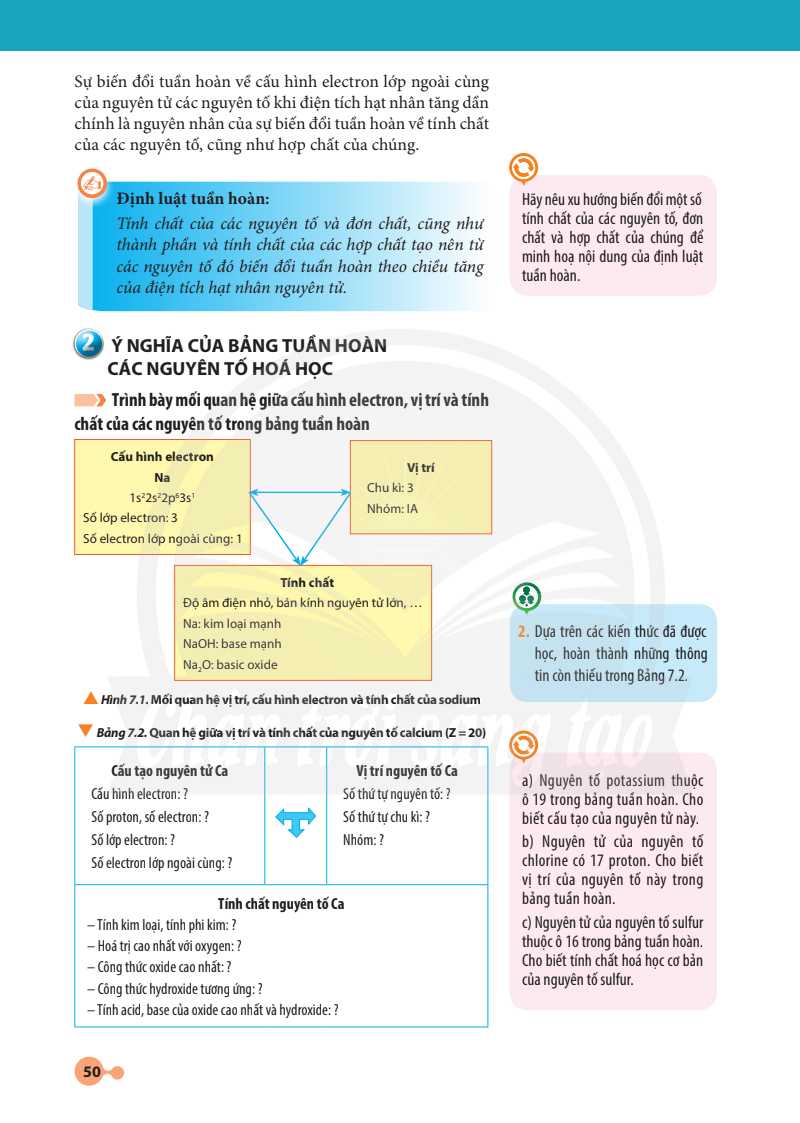 Sự biến đổi tuần hoàn về cấu hình electron lớp ngoài cùng
của nguyên tử các nguyên tố khi điện tích hạt nhân tăng dần
chính là nguyên nhân của sự biến đổi tuần hoàn về tính chất
của các nguyên tố, cũng như hợp chất của chúng.
Định luật tuần hoàn:
Tính chất của các nguyên tố và đơn chất, cũng như
thành phần và tính chất của các hợp chất tạo nên từ
các nguyên tố đó biến đổi tuần hoàn theo chiều tăng
của điện tích hạt nhân nguyên tử.
Hãy nêu xu hướng biến đổi một số
tính chất của các nguyên tố, đơn
chất và hợp chất của chúng để
minh hoạ nội dung của định luật
tuần hoàn.
2 Ý NGHĨA CỦA BẢNG TUẦN HOÀN
CÁC NGUYÊN TỐ HOÁ HỌC
Trình bày mối quan hệ giữa cấu hình electron, vị trí và tính
chất của các nguyên tố trong bảng tuần hoàn
Cấu hình electron
Na
1s²2s²2p⁶3s¹
Số lớp electron: 3
Số electron lớp ngoài cùng: 1
Vị trí
Chu kì: 3
Nhóm: IA
Tính chất
Độ âm điện nhỏ, bán kính nguyên tử lớn, …
Na: kim loại mạnh
NaOH: base mạnh
Na₂O: basic oxide
Hình 7.1. Mối quan hệ vị trí, cấu hình electron và tính chất của sodium
2. Dựa trên các kiến thức đã được
học, hoàn thành những thông
tin còn thiếu trong Bảng 7.2.
Bảng 7.2. Quan hệ giữa vị trí và tính chất của nguyên tố calcium (Z = 20)
Cấu tạo nguyên tử Ca
Cấu hình electron: ?
Số proton, số electron: ?
Số lớp electron: ?
Số electron lớp ngoài cùng: ?
Vị trí nguyên tố Ca
Số thứ tự nguyên tố: ?
Số thứ tự chu kì: ?
Nhóm: ?
Tính chất nguyên tố Ca
– Tính kim loại, tính phi kim: ?
– Hoá trị cao nhất với oxygen: ?
– Công thức oxide cao nhất: ?
– Công thức hydroxide tương ứng: ?
– Tính acid, base của oxide cao nhất và hydroxide: ?
a) Nguyên tố potassium thuộc
ô 19 trong bảng tuần hoàn. Cho
biết cấu tạo của nguyên tử này.
b) Nguyên tử của nguyên tố
chlorine có 17 proton. Cho biết
vị trí của nguyên tố này trong
bảng tuần hoàn.
c) Nguyên tử của nguyên tố sulfur
thuộc ô 16 trong bảng tuần hoàn.
Cho biết tính chất hoá học cơ bản
của nguyên tố sulfur.
Chân trời sáng tạo
50